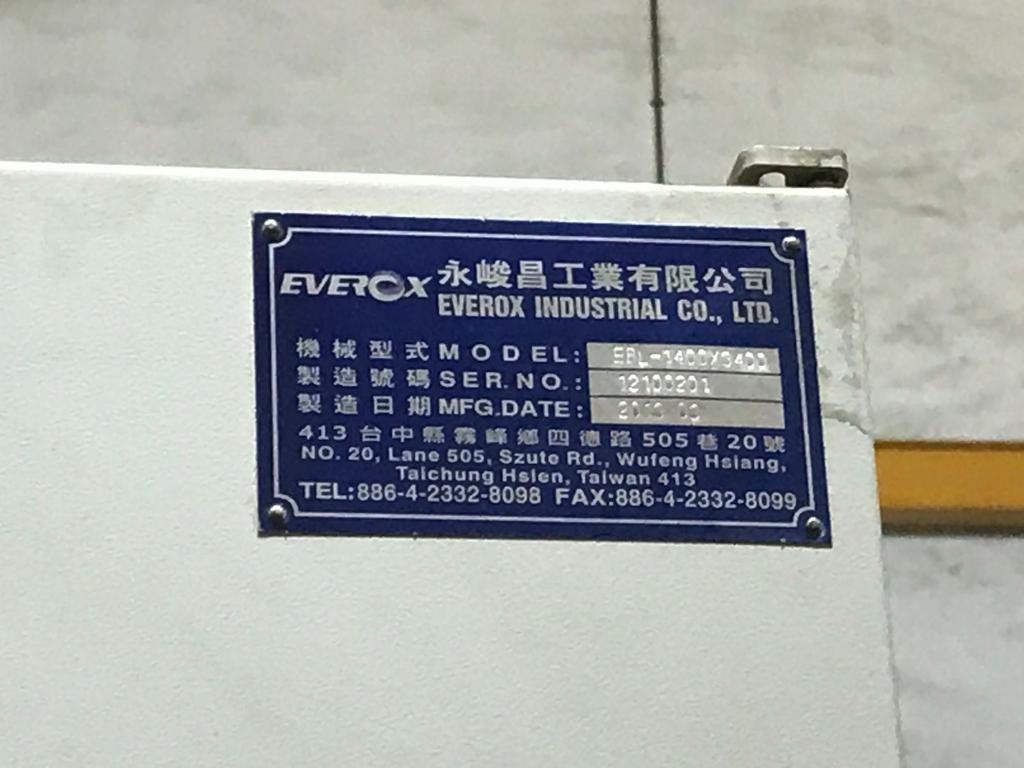 EVEROX 永峻昌工業有限公司
EVEROX INDUSTRIAL CO., LTD.
機械型式 MODEL:
製造號碼 SER.NO.: 12100201
製造日期 MFG.DATE:
413 台中縣霧峰鄉四德路505巷20號
NO. 20, Lane 505, Szute Rd., Wufeng Hsiang,
Taichung Hsien, Taiwan 413
TEL:886-4-2332-8098 FAX:886-4-2332-8099